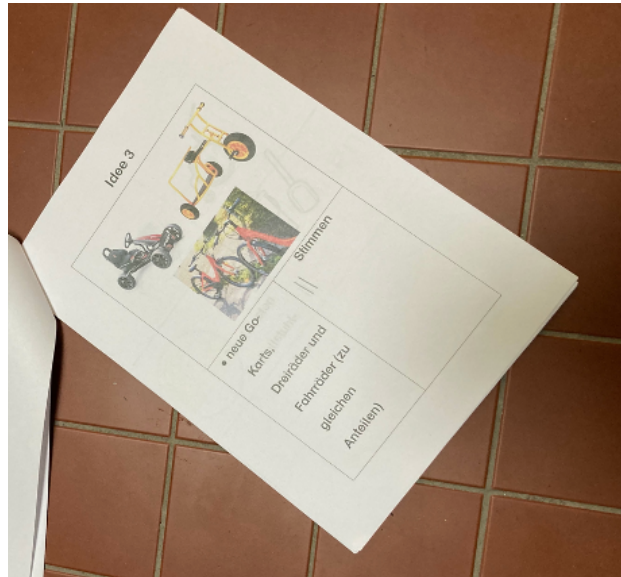 Idee 3
• neue Go-
Karts,
Dreiräder und
Fahrräder (zu
gleichen
Anteilen)
Stimmen
||